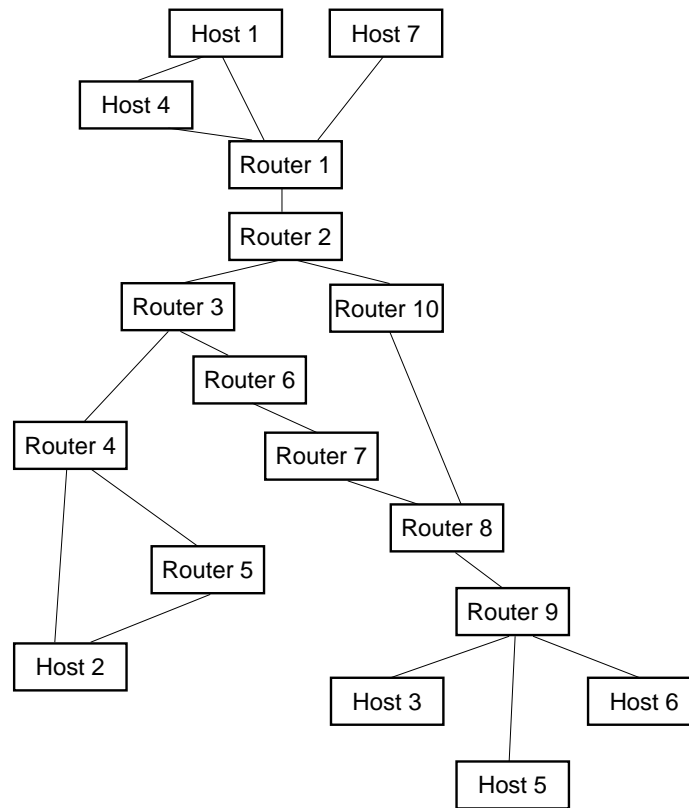 Host 1
Host 7
Host 4
Router 1
Router 2
Router 3
Router 10
Router 6
Router 4
Router 7
Router 8
Router 5
Router 9
Host 2
Host 3
Host 6
Host 5